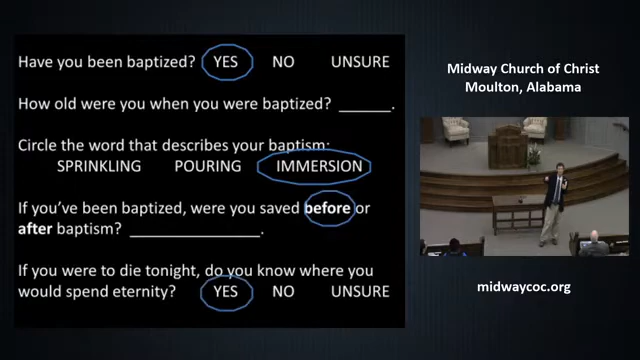 Have you been baptized? YES NO UNSURE
How old were you when you were baptized? ______.
Circle the word that describes your baptism:
SPRINKLING POURING IMMERSION
If you've been baptized, were you saved before or
after baptism? ______________.
If you were to die tonight, do you know where you
would spend eternity? YES NO UNSURE
Midway Church of Christ
Moulton, Alabama
midwaycoc.org